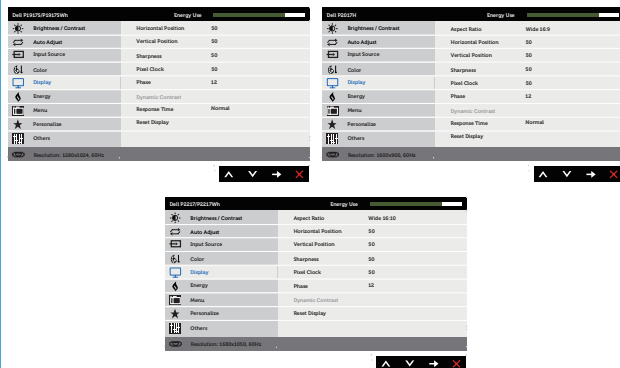 Dell P1917S/P1917SWh Energy Use
Brightness / Contrast Horizontal Position 50
Auto Adjust Vertical Position 50
Input Source Sharpness 50
Color Pixel Clock 50
Display Phase 12
Energy Dynamic Contrast
Menu Response Time Normal
Personalize Reset Display
Others
Resolution: 1280x1024, 60Hz
Dell P2017H Energy Use
Brightness / Contrast Aspect Ratio Wide 16:9
Auto Adjust Horizontal Position 50
Input Source Vertical Position 50
Color Sharpness 50
Display Pixel Clock 50
Energy Phase 12
Menu Dynamic Contrast
Personalize Response Time Normal
Others Reset Display
Resolution: 1600x900, 60Hz
Dell P2217/P2217Wh Energy Use
Brightness / Contrast Aspect Ratio Wide 16:10
Auto Adjust Horizontal Position 50
Input Source Vertical Position 50
Color Sharpness 50
Display Pixel Clock 50
Energy Phase 12
Menu Dynamic Contrast
Personalize Reset Display
Others
Resolution: 1680x1050, 60Hz